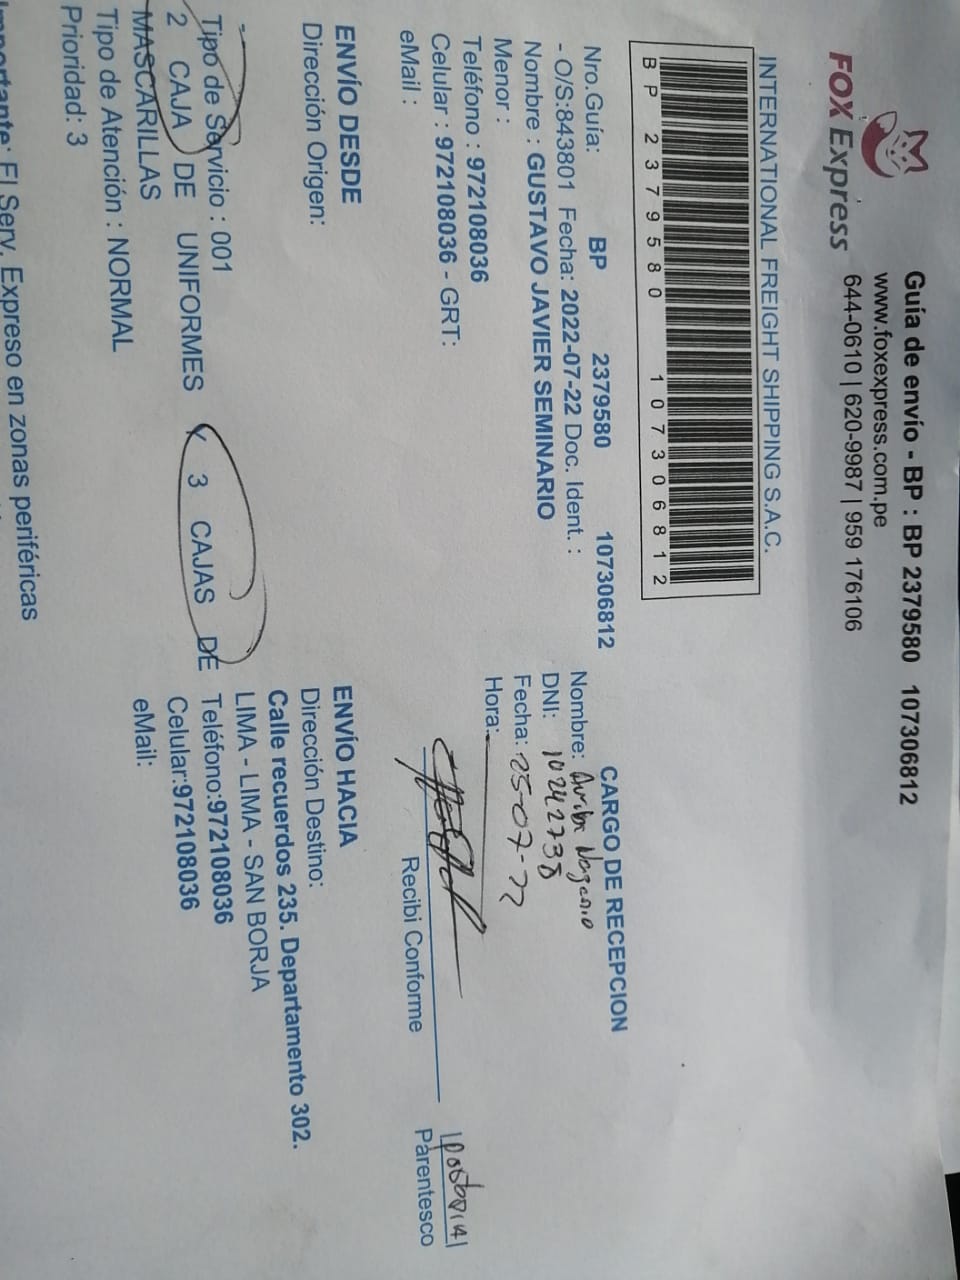 FOX Express
Guía de envío - BP : BP 2379580 107306812
www.foxexpress.com.pe
644-0610 | 620-9987 | 959 176106
INTERNATIONAL FREIGHT SHIPPING S.A.C.
BP 2379580 107306812
Nro.Guía: BP 2379580 107306812
- O/S:843801 Fecha: 2022-07-22 Doc. Ident. :
Nombre : GUSTAVO JAVIER SEMINARIO
Menor :
Teléfono : 972108036
Celular : 972108036 - GRT:
eMail :
CARGO DE RECEPCION
Nombre:
DNI: 10242738
Fecha: 25-07-22
Hora:
Recibi Conforme
Parentesco
ENVÍO DESDE
Dirección Origen:
ENVÍO HACIA
Dirección Destino:
Calle recuerdos 235. Departamento 302.
LIMA - LIMA - SAN BORJA
Teléfono:972108036
Celular:972108036
eMail:
Tipo de Servicio : 001
2 CAJA DE UNIFORMES Y 3 CAJAS DE
MASCARILLAS
Tipo de Atención : NORMAL
Prioridad: 3
Importante: El Serv. Expreso en zonas periféricas